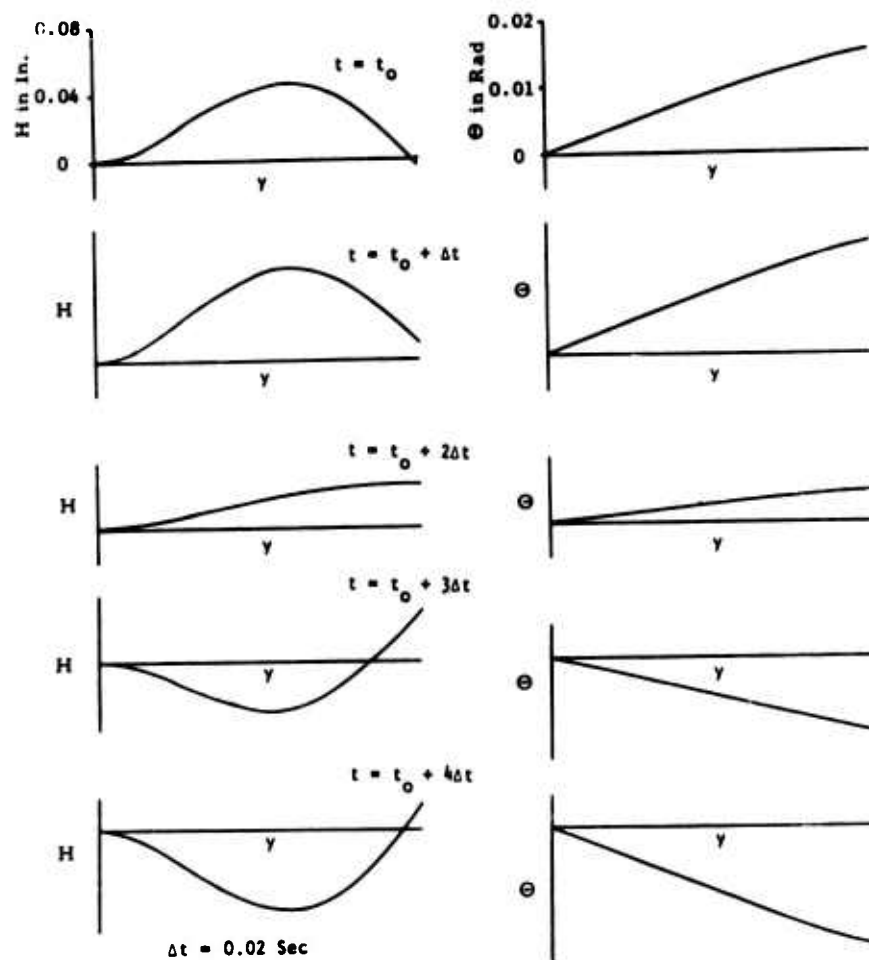 0.08
0.04
0
H in In.
t = t₀
y
0.02
0.01
0
Θ in Rad
y
H
t = t₀ + Δt
y
Θ
y
H
t = t₀ + 2Δt
y
Θ
y
H
t = t₀ + 3Δt
y
Θ
y
H
t = t₀ + 4Δt
y
Θ
y
Δt = 0.02 Sec